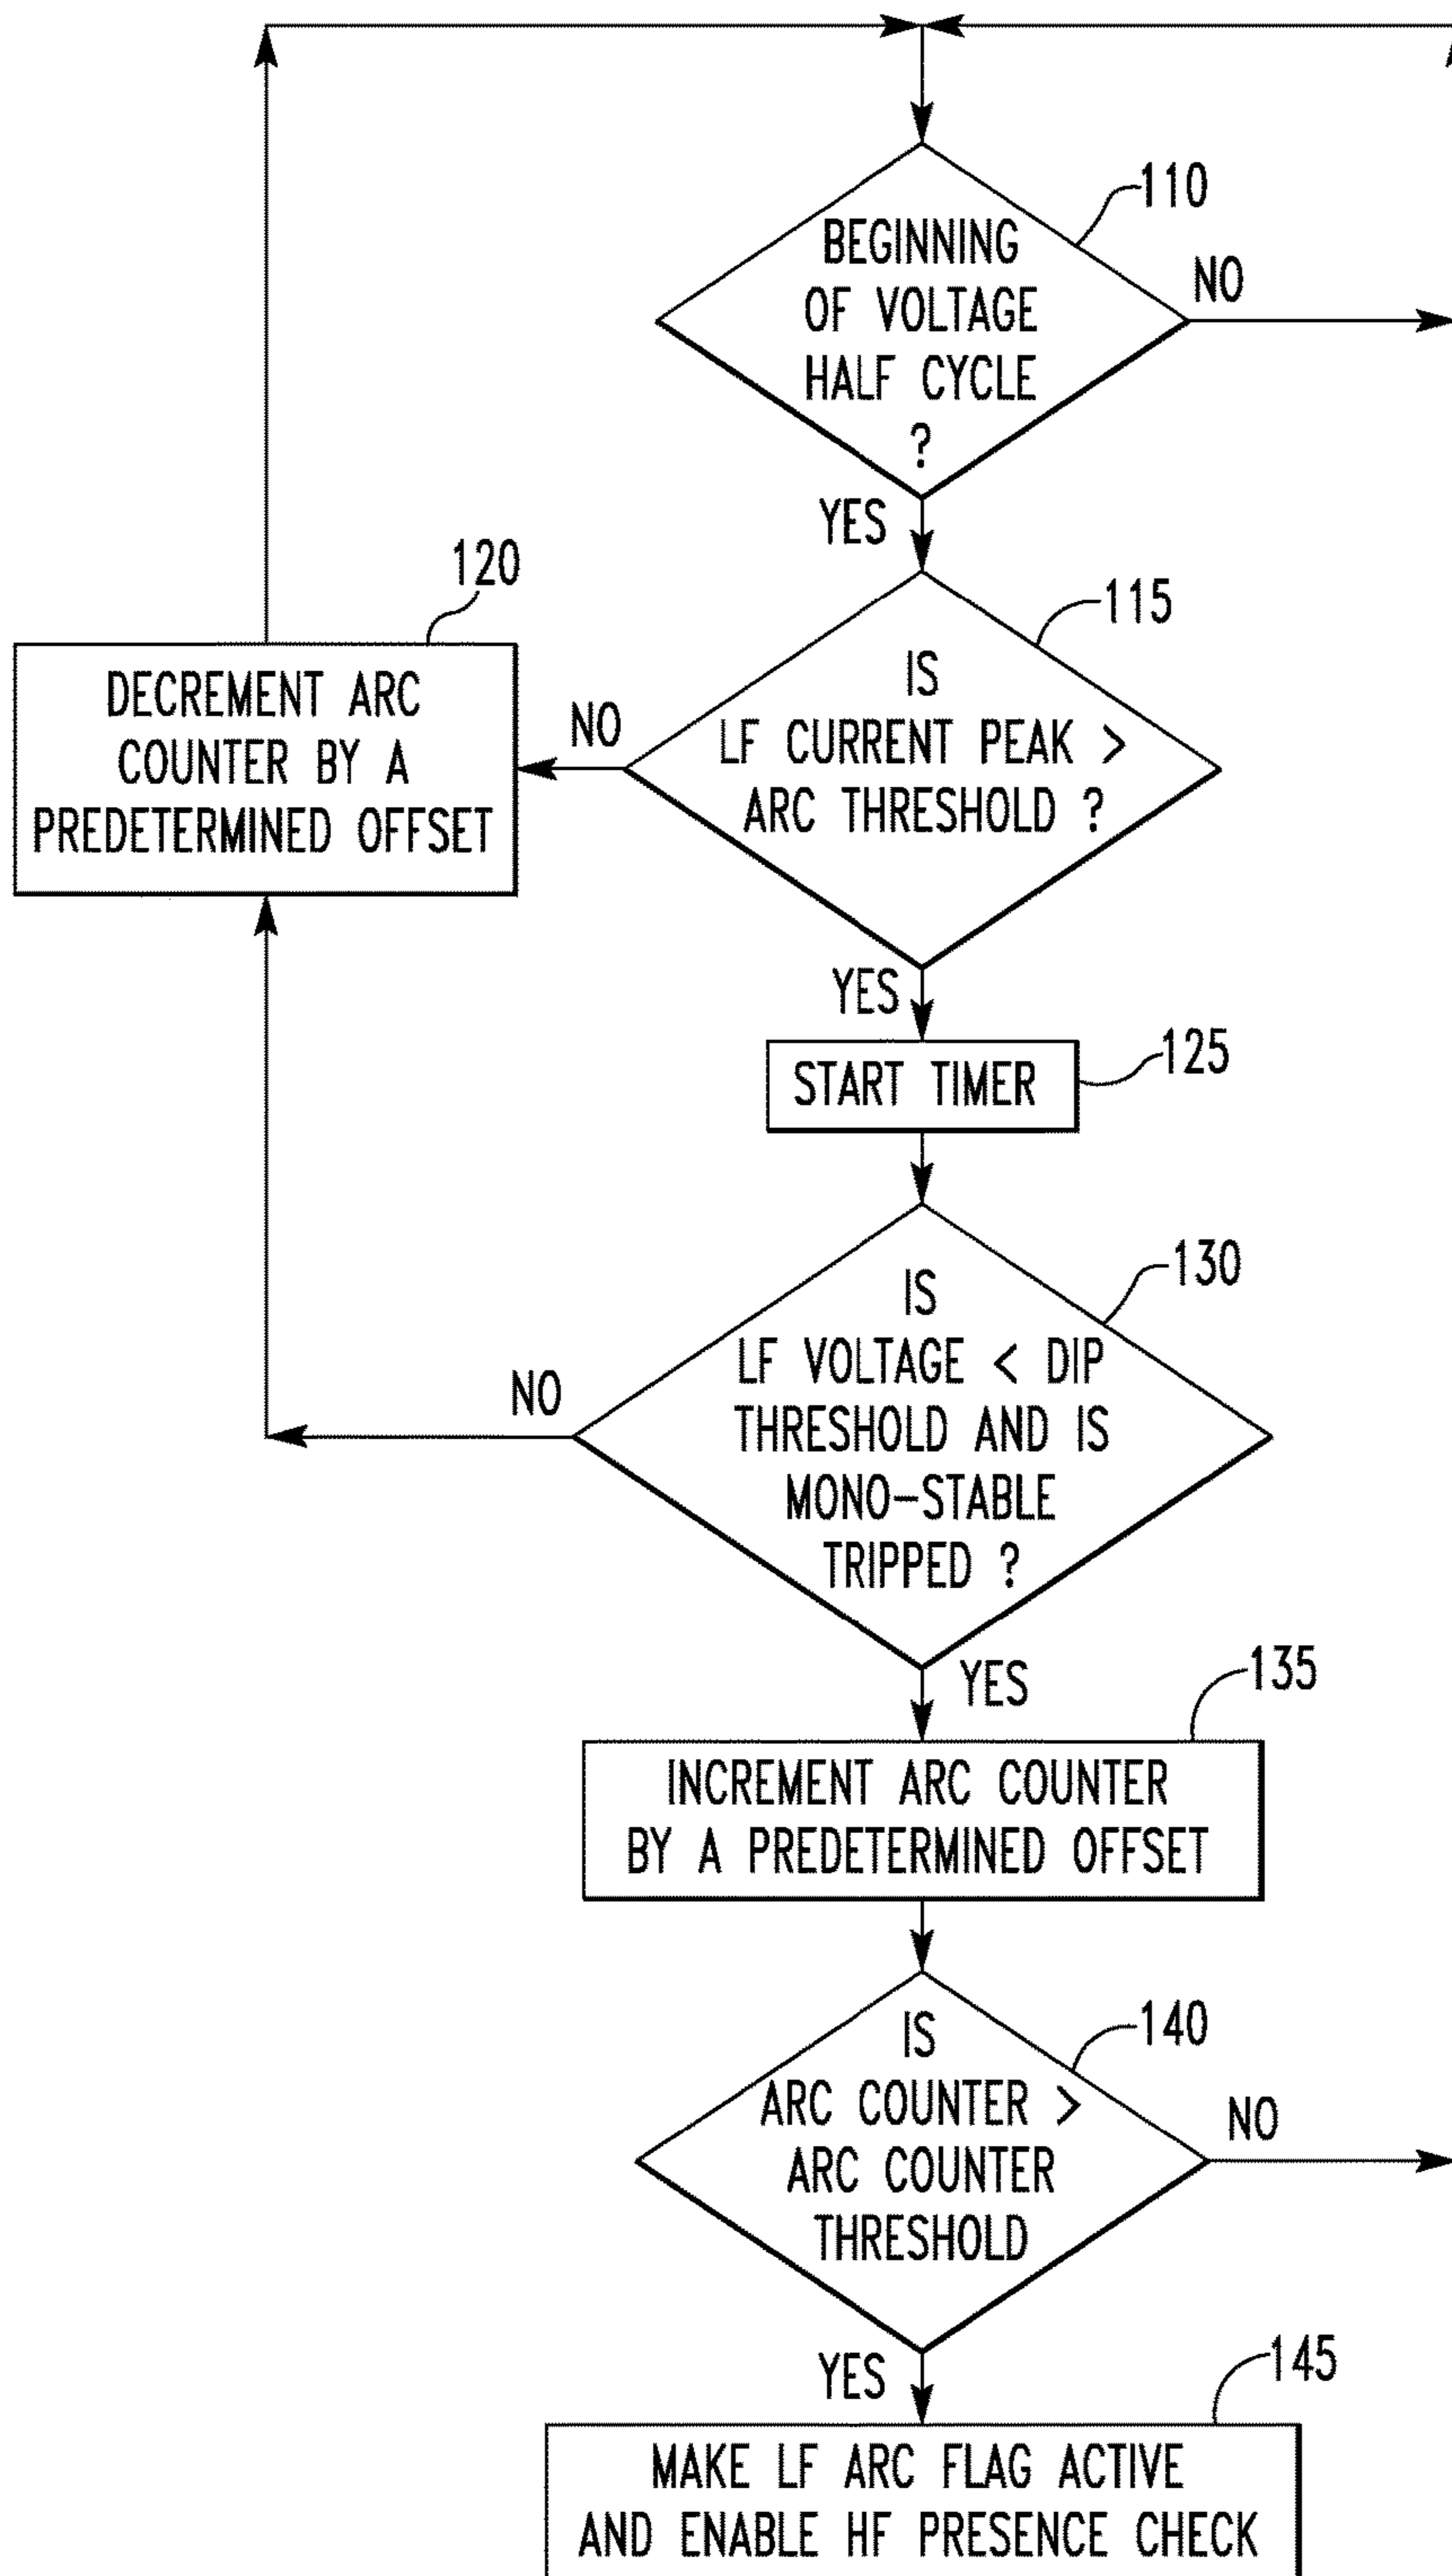 110
BEGINNING
OF VOLTAGE
HALF CYCLE
?
NO
YES
120
115
DECREMENT ARC
COUNTER BY A
PREDETERMINED OFFSET
NO
IS
LF CURRENT PEAK >
ARC THRESHOLD ?
YES
125
START TIMER
130
IS
LF VOLTAGE < DIP
THRESHOLD AND IS
MONO-STABLE
TRIPPED ?
NO
YES
135
INCREMENT ARC COUNTER
BY A PREDETERMINED OFFSET
140
IS
ARC COUNTER >
ARC COUNTER
THRESHOLD
NO
YES
145
MAKE LF ARC FLAG ACTIVE
AND ENABLE HF PRESENCE CHECK